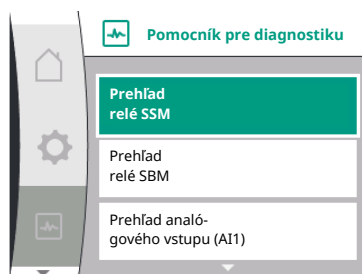 Pomocník pre diagnostiku
Prehľad
relé SSM
Prehľad
relé SBM
Prehľad analó-
gového vstupu (AI1)